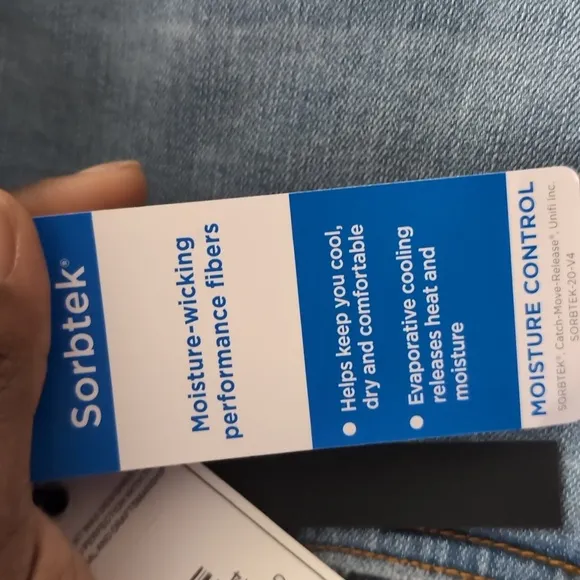 Sorbtek®
Moisture-wicking
performance fibers
• Helps keep you cool,
dry and comfortable
• Evaporative cooling
releases heat and
moisture
MOISTURE CONTROL
SORBTEK®, Catch-Move-Release®, Unifi Inc.
SORBTEK-20-V4